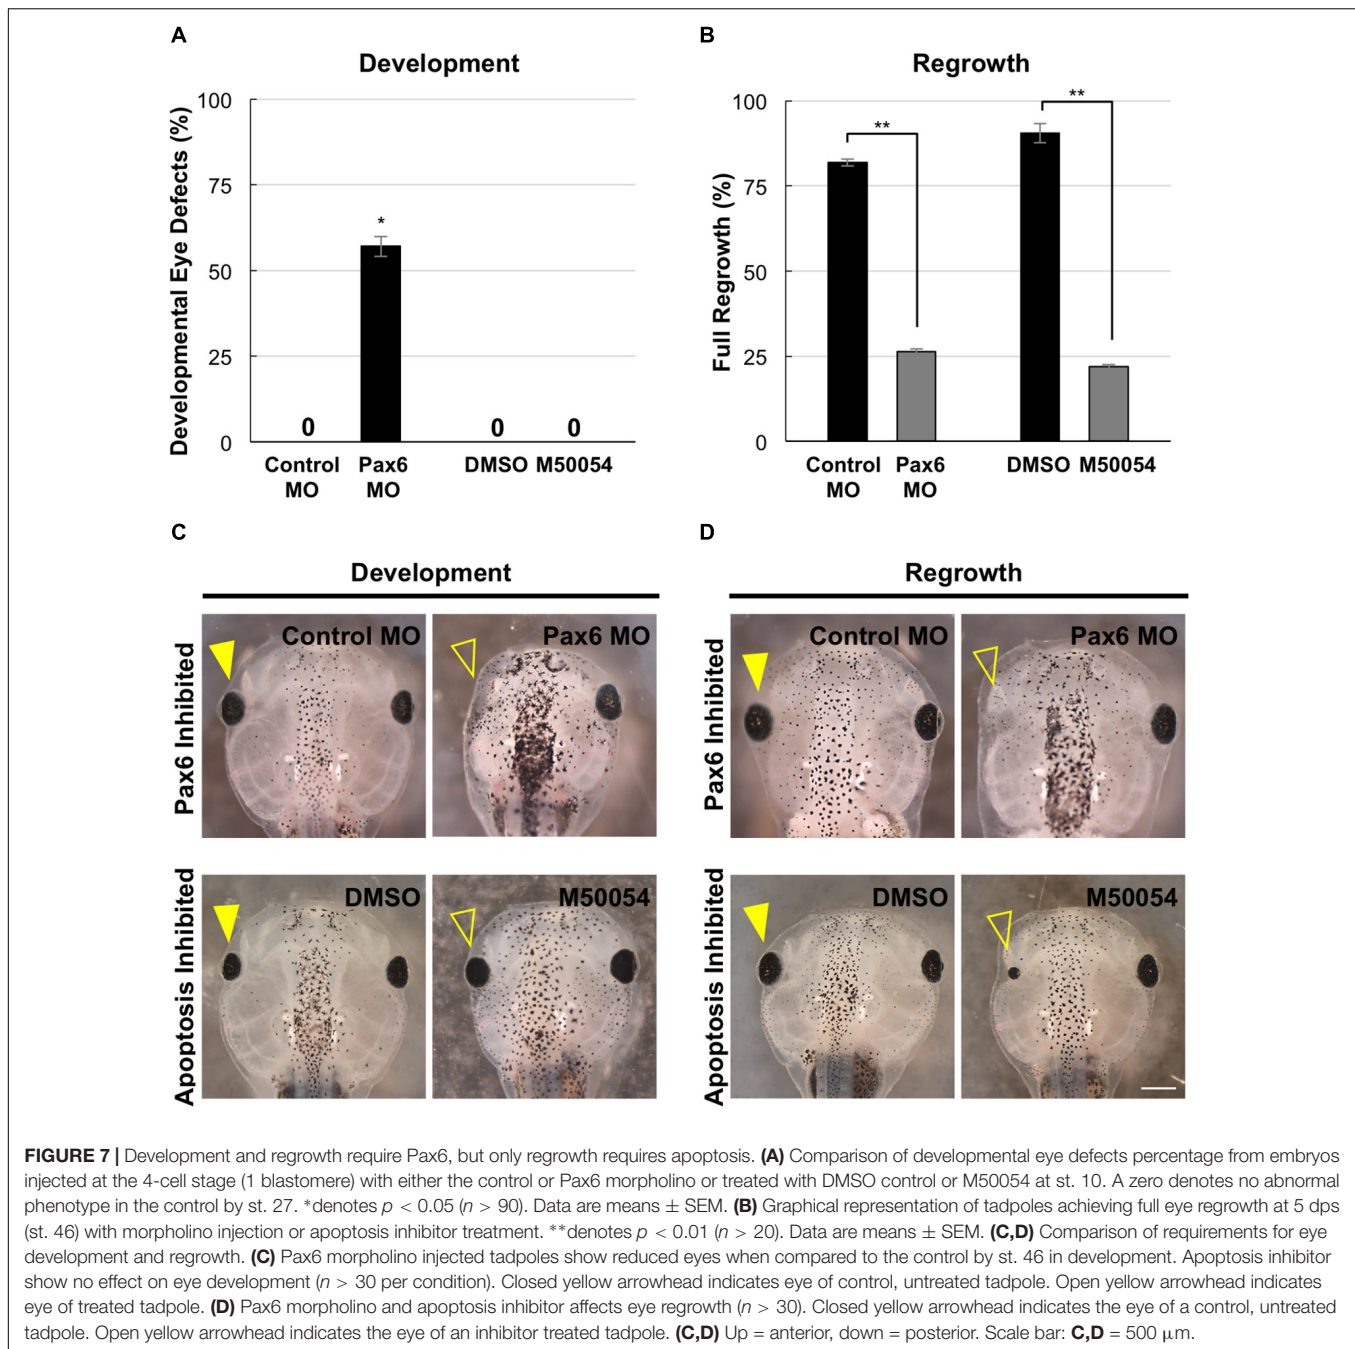 A
Development
Developmental Eye Defects (%)
100
75
50
25
0
*
0
0
0
Control MO
Pax6 MO
DMSO
M50054
B
Regrowth
Full Regrowth (%)
100
75
50
25
0
**
**
Control MO
Pax6 MO
DMSO
M50054
C
Development
Pax6 Inhibited
Control MO
Pax6 MO
Apoptosis Inhibited
DMSO
M50054
D
Regrowth
Pax6 Inhibited
Control MO
Pax6 MO
Apoptosis Inhibited
DMSO
M50054
FIGURE 7 | Development and regrowth require Pax6, but only regrowth requires apoptosis. (A) Comparison of developmental eye defects percentage from embryos
injected at the 4-cell stage (1 blastomere) with either the control or Pax6 morpholino or treated with DMSO control or M50054 at st. 10. A zero denotes no abnormal
phenotype in the control by st. 27. *denotes p < 0.05 (n > 90). Data are means ± SEM. (B) Graphical representation of tadpoles achieving full eye regrowth at 5 dps
(st. 46) with morpholino injection or apoptosis inhibitor treatment. **denotes p < 0.01 (n > 20). Data are means ± SEM. (C,D) Comparison of requirements for eye
development and regrowth. (C) Pax6 morpholino injected tadpoles show reduced eyes when compared to the control by st. 46 in development. Apoptosis inhibitor
show no effect on eye development (n > 30 per condition). Closed yellow arrowhead indicates eye of control, untreated tadpole. Open yellow arrowhead indicates
eye of treated tadpole. (D) Pax6 morpholino and apoptosis inhibitor affects eye regrowth (n > 30). Closed yellow arrowhead indicates the eye of a control, untreated
tadpole. Open yellow arrowhead indicates the eye of an inhibitor treated tadpole. (C,D) Up = anterior, down = posterior. Scale bar: C,D = 500 μm.